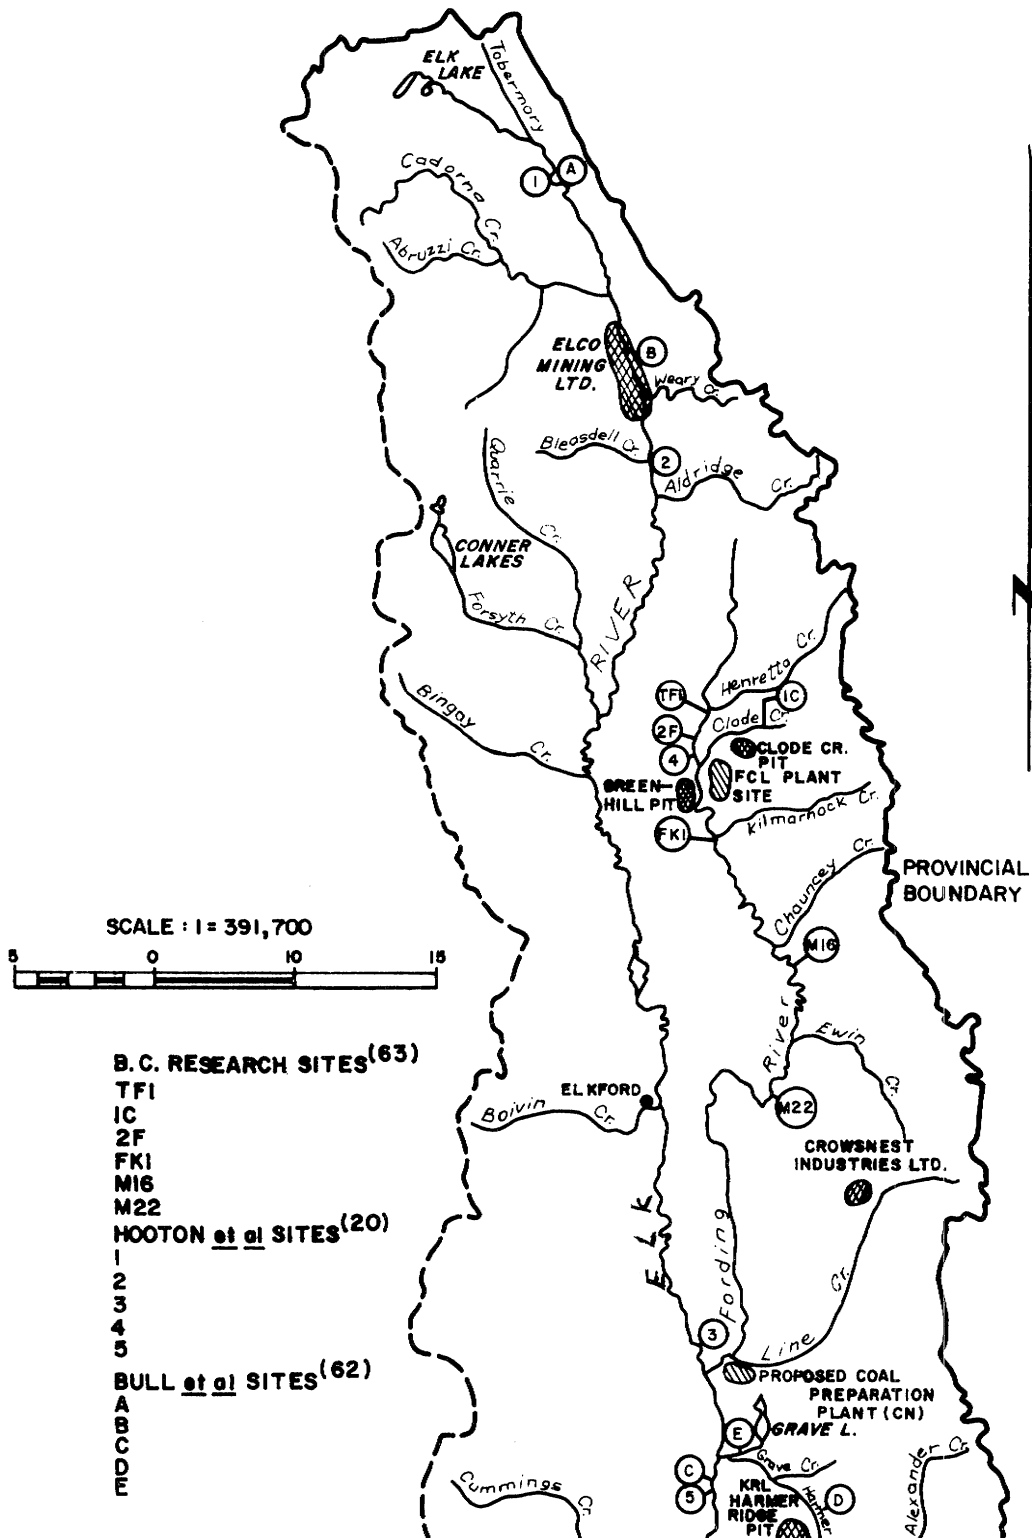 ELK
LAKE
Tobermory
1
A
Cadorna Cr.
Abruzzi Cr.
ELCO
MINING
LTD.
B
Weary Cr.
Bleasdell Cr.
2
Aldridge Cr.
Quarrie Cr.
CONNER
LAKES
Forsyth Cr.
RIVER
Bingay Cr.
Henretta Cr.
TF1
1C
Clode Cr.
2F
4
CLODE CR.
PIT
FCL PLANT
SITE
GREEN-
HILL PIT
Kilmarnock Cr.
FK1
Chauncey Cr.
PROVINCIAL
BOUNDARY
N
M16
SCALE : 1 = 391,700
5 0 10 15
River
Ewin Cr.
B.C. RESEARCH SITES(63)
TF1
1C
2F
FK1
M16
M22
HOOTON et al SITES(20)
1
2
3
4
5
BULL et al SITES(62)
A
B
C
D
E
ELKFORD
Boivin Cr.
M22
CROWSNEST
INDUSTRIES LTD.
ELK
Fording
3
Line Cr.
PROPOSED COAL
PREPARATION
PLANT (CN)
E
GRAVE L.
Grave Cr.
C
5
KRL
HARMER
RIDGE
PIT
Harmer
D
Alexander Cr.
Cummings Cr.